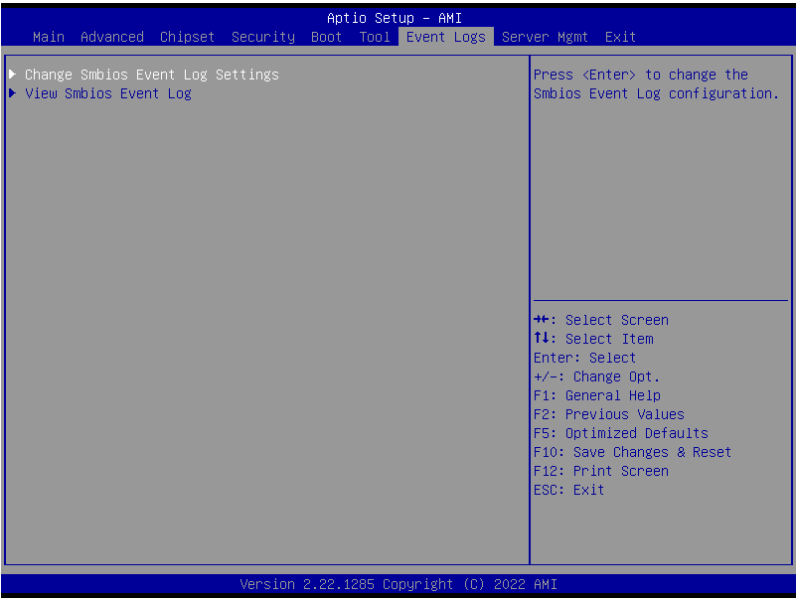 Aptio Setup – AMI
Main Advanced Chipset Security Boot Tool Event Logs Server Mgmt Exit
▶ Change Smbios Event Log Settings
▶ View Smbios Event Log
Press <Enter> to change the
Smbios Event Log configuration.
→←: Select Screen
↑↓: Select Item
Enter: Select
+/-: Change Opt.
F1: General Help
F2: Previous Values
F5: Optimized Defaults
F10: Save Changes & Reset
F12: Print Screen
ESC: Exit
Version 2.22.1285 Copyright (C) 2022 AMI